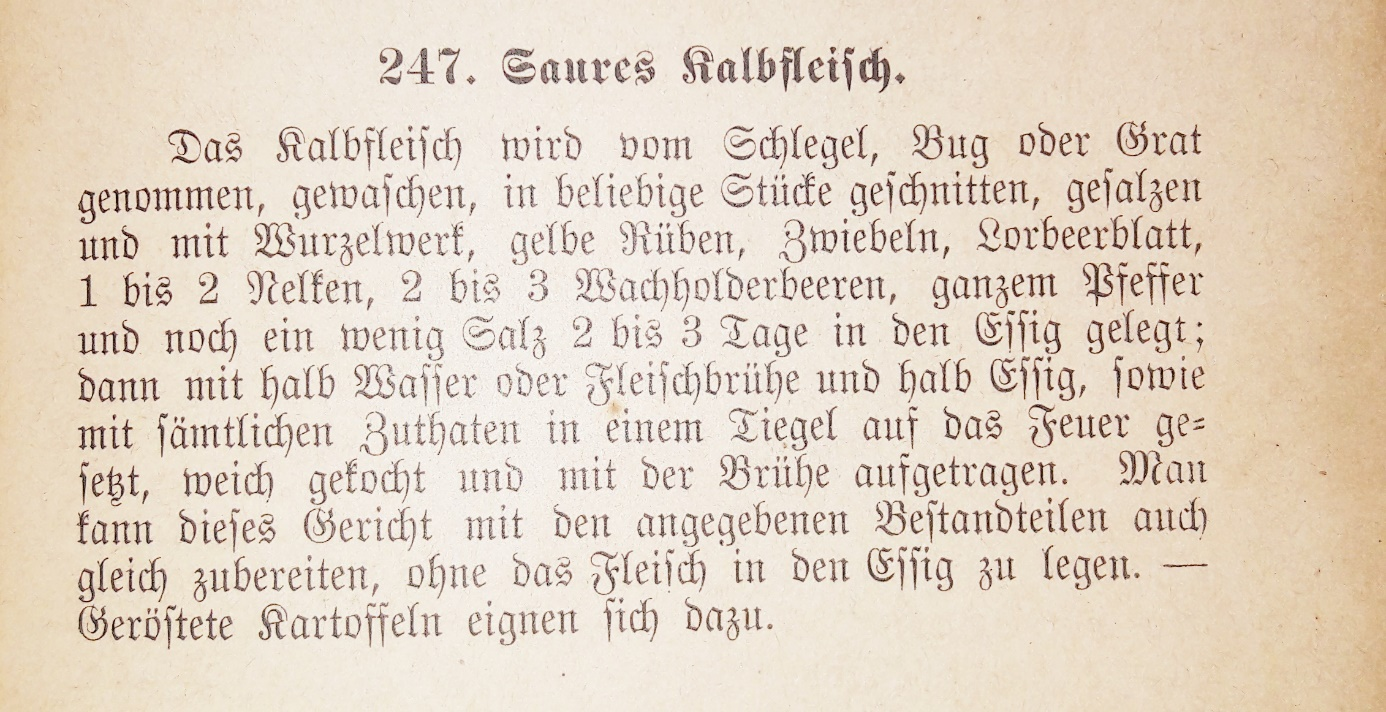 247. Saures Kalbfleisch.
Das Kalbfleisch wird vom Schlegel, Bug oder Grat
genommen, gewaschen, in beliebige Stücke geschnitten, gesalzen
und mit Wurzelwerk, gelbe Rüben, Zwiebeln, Lorbeerblatt,
1 bis 2 Nelken, 2 bis 3 Wachholderbeeren, ganzem Pfeffer
und noch ein wenig Salz 2 bis 3 Tage in den Essig gelegt;
dann mit halb Wasser oder Fleischbrühe und halb Essig, sowie
mit sämtlichen Zuthaten in einem Tiegel auf das Feuer ge-
setzt, weich gekocht und mit der Brühe aufgetragen. Man
kann dieses Gericht mit den angegebenen Bestandteilen auch
gleich zubereiten, ohne das Fleisch in den Essig zu legen. —
Geröstete Kartoffeln eignen sich dazu.